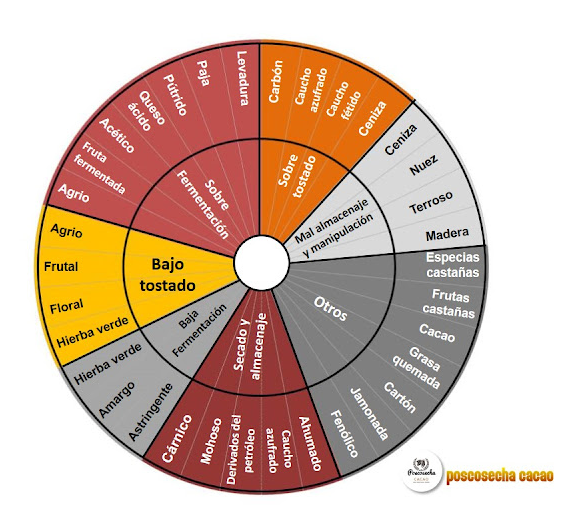 Carbón
Caucho
azufrado
Caucho
fétido
Ceniza
Sobre
tostado
Ceniza
Nuez
Terroso
Madera
Mal almacenaje
y manipulación
Especias
castañas
Frutas
castañas
Cacao
Grasa
quemada
Cartón
Jamonada
Fenólico
Otros
Ahumado
Caucho
azufrado
Derivados del
petróleo
Mohoso
Cárnico
Secado y
almacenaje
Astringente
Amargo
Hierba verde
Baja
Fermentación
Hierba verde
Floral
Frutal
Agrio
Bajo
tostado
Agrio
Fruta
fermentada
Acético
Queso
ácido
Pútrido
Paja
Levadura
Sobre
Fermentación
Poscosecha
CACAO
poscosecha cacao